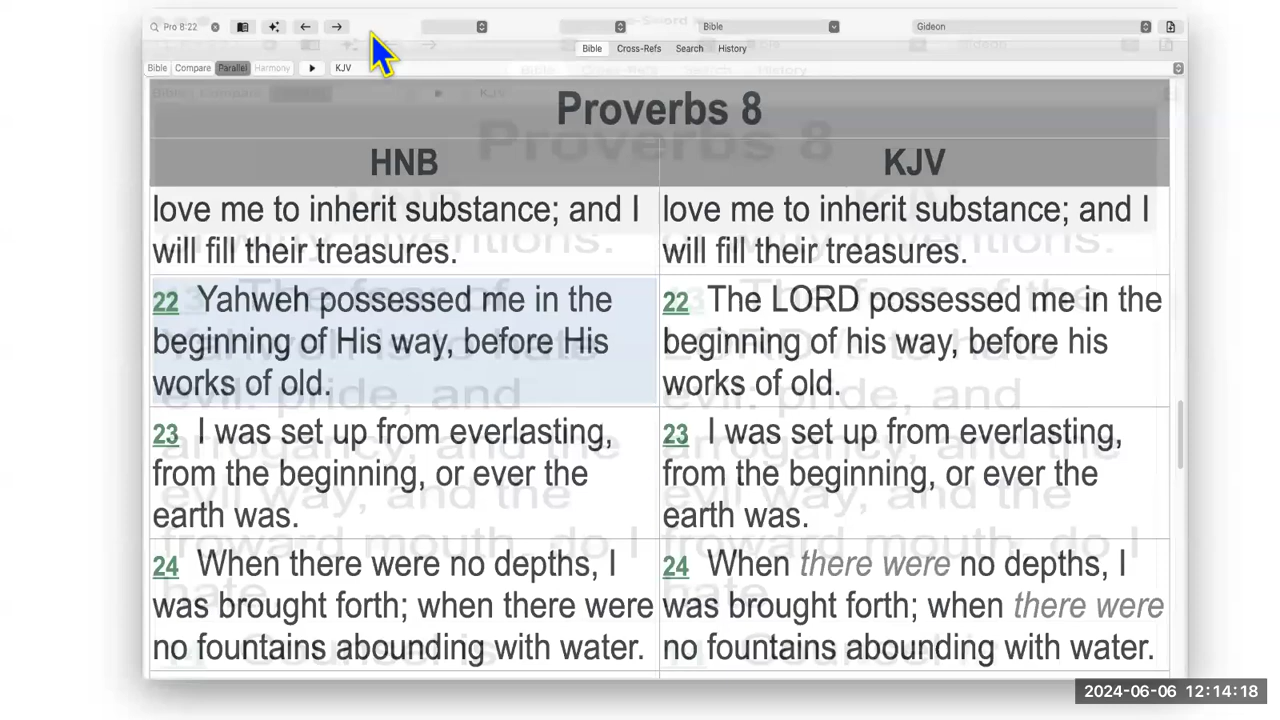 Pro 8:22 Bible Gideon
Bible Cross-Refs Search History
Bible Compare Parallel Harmony KJV
Proverbs 8
HNB KJV
love me to inherit substance; and I
will fill their treasures.
22 Yahweh possessed me in the
beginning of His way, before His
works of old.
23 I was set up from everlasting,
from the beginning, or ever the
earth was.
24 When there were no depths, I
was brought forth; when there were
no fountains abounding with water.
love me to inherit substance; and I
will fill their treasures.
22 The LORD possessed me in the
beginning of his way, before his
works of old.
23 I was set up from everlasting,
from the beginning, or ever the
earth was.
24 When there were no depths, I
was brought forth; when there were
no fountains abounding with water.
2024-06-06 12:14:18